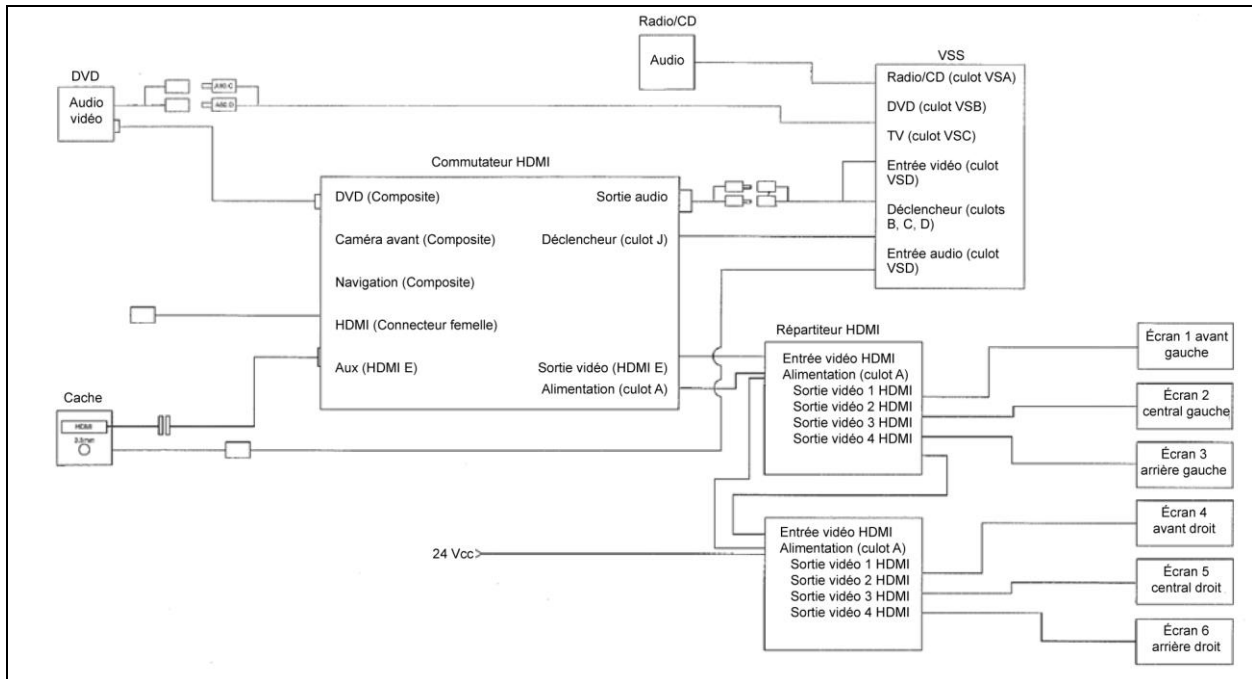 Radio/CD
Audio
DVD
Audio
vidéo
VSS
Radio/CD (culot VSA)
DVD (culot VSB)
TV (culot VSC)
Entrée vidéo (culot
VSD)
Déclencheur (culots
B, C, D)
Entrée audio (culot
VSD)
Commutateur HDMI
DVD (Composite)
Sortie audio
Caméra avant (Composite)
Déclencheur (culot J)
Navigation (Composite)
HDMI (Connecteur femelle)
Aux (HDMI E)
Sortie vidéo (HDMI E)
Alimentation (culot A)
Cache
HDMI
Répartiteur HDMI
Entrée vidéo HDMI
Alimentation (culot A)
Sortie vidéo 1 HDMI
Sortie vidéo 2 HDMI
Sortie vidéo 3 HDMI
Sortie vidéo 4 HDMI
Écran 1 avant
gauche
Écran 2
central gauche
Écran 3
arrière gauche
24 Vcc
Entrée vidéo HDMI
Alimentation (culot A)
Sortie vidéo 1 HDMI
Sortie vidéo 2 HDMI
Sortie vidéo 3 HDMI
Sortie vidéo 4 HDMI
Écran 4
avant droit
Écran 5
central droit
Écran 6
arrière droit